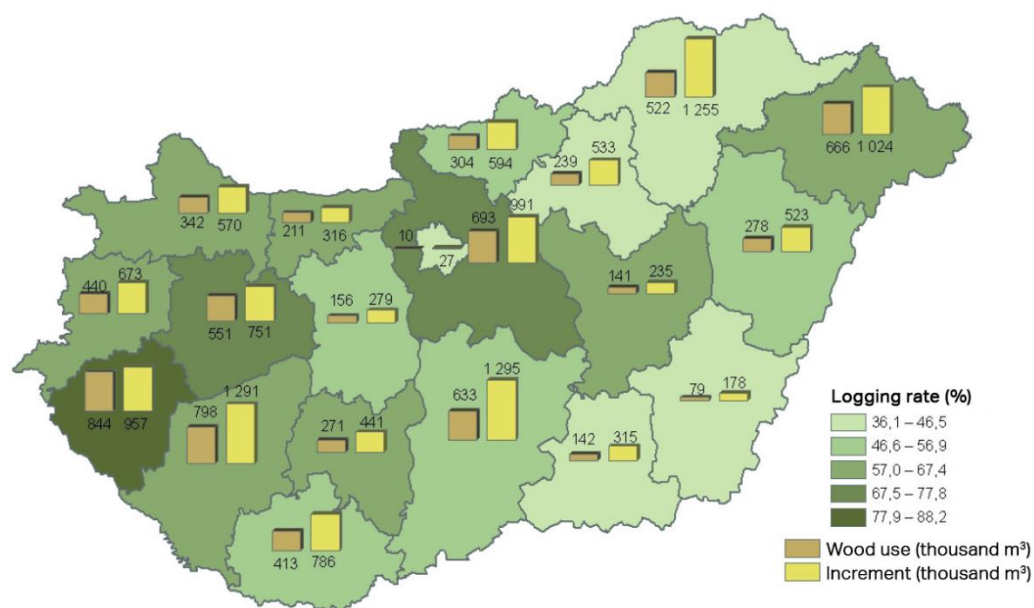 522 1 255
666 1 024
304 594
239 533
342 570
211 316
10 27
693 991
278 523
141 235
440 673
551 751
156 279
844 957
798 1 291
271 441
633 1 295
79 178
142 315
413 786
Logging rate (%)
36,1 – 46,5
46,6 – 56,9
57,0 – 67,4
67,5 – 77,8
77,9 – 88,2
Wood use (thousand m³)
Increment (thousand m³)